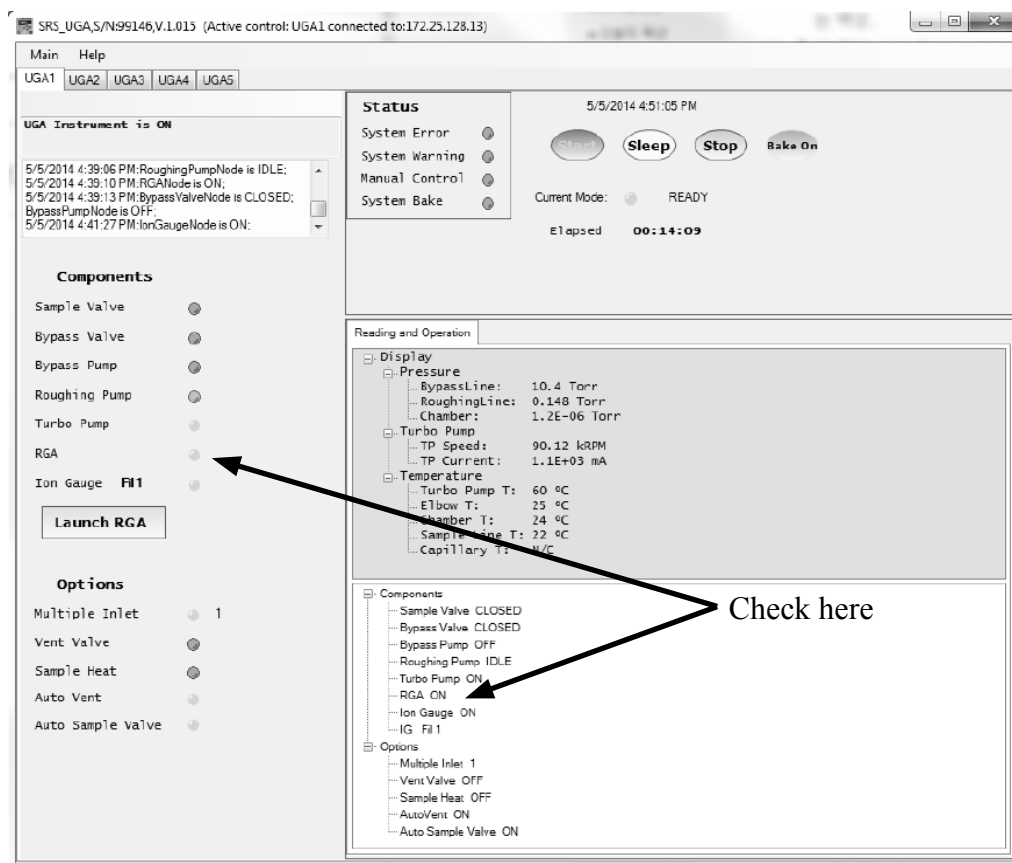 SRS_UGA,S/N:99146,V.1.015 (Active control: UGA1 connected to:172.25.128.13)
Main Help
UGA1 UGA2 UGA3 UGA4 UGA5
UGA Instrument is ON
5/5/2014 4:39:06 PM:RoughingPumpNode is IDLE;
5/5/2014 4:39:10 PM:RGANode is ON;
5/5/2014 4:39:13 PM:BypassValveNode is CLOSED;
BypassPumpNode is OFF;
5/5/2014 4:41:27 PM:IonGaugeNode is ON;
Components
Sample Valve
Bypass Valve
Bypass Pump
Roughing Pump
Turbo Pump
RGA
Ion Gauge Fil1
Launch RGA
Options
Multiple Inlet 1
Vent Valve
Sample Heat
Auto Vent
Auto Sample Valve
Status
System Error
System Warning
Manual Control
System Bake
5/5/2014 4:51:05 PM
Start Sleep Stop Bake On
Current Mode: READY
Elapsed 00:14:09
Reading and Operation
Display
Pressure
BypassLine: 10.4 Torr
RoughingLine: 0.148 Torr
Chamber: 1.2E-06 Torr
Turbo Pump
TP Speed: 90.12 kRPM
TP Current: 1.1E+03 mA
Temperature
Turbo Pump T: 60 ºC
Elbow T: 25 ºC
Chamber T: 24 ºC
Sample Line T: 22 ºC
Capillary T: N/C
Components
Sample Valve CLOSED
Bypass Valve CLOSED
Bypass Pump OFF
Roughing Pump IDLE
Turbo Pump ON
RGA ON
Ion Gauge ON
IG Fil1
Options
Multiple Inlet 1
Vent Valve OFF
Sample Heat OFF
AutoVent ON
Auto Sample Valve ON
Check here